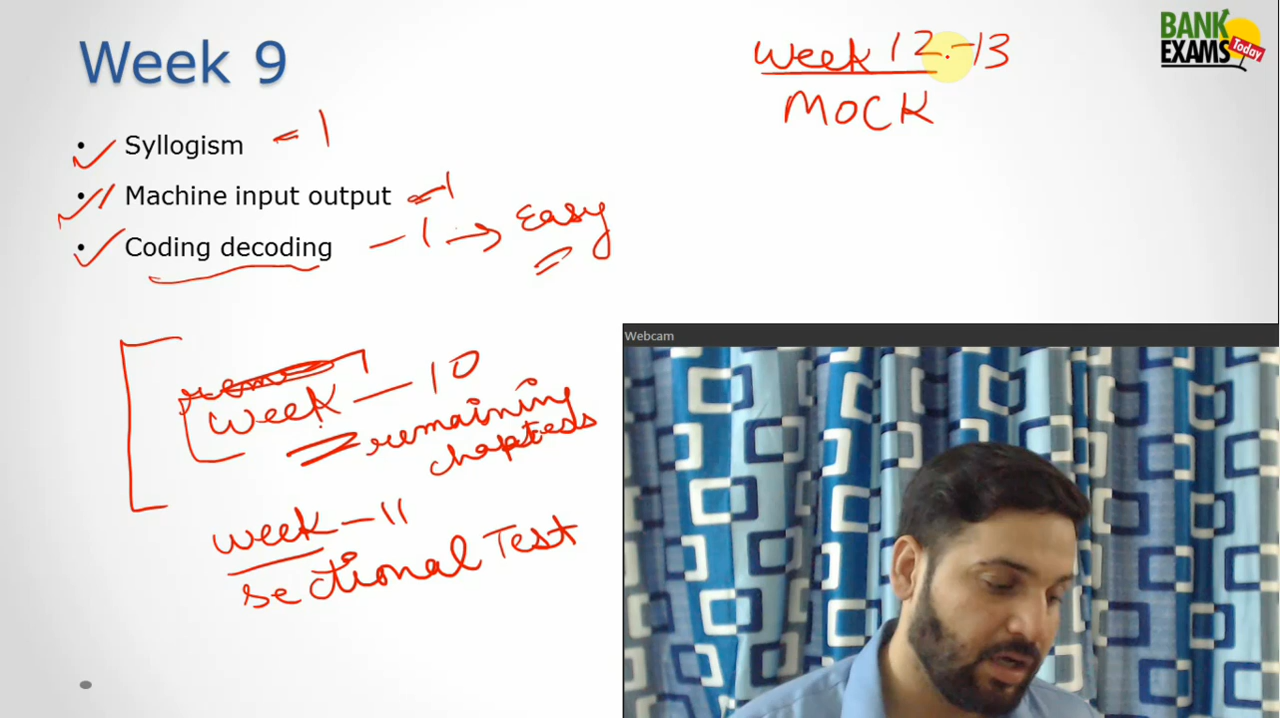 Week 9
week 12-13
MOCK
BANK
EXAMS Today
• Syllogism - 1
• Machine input output - 1
• Coding decoding - 1 → Easy
week - 10
remaining
chapters
week - 11
sectional Test
Webcam